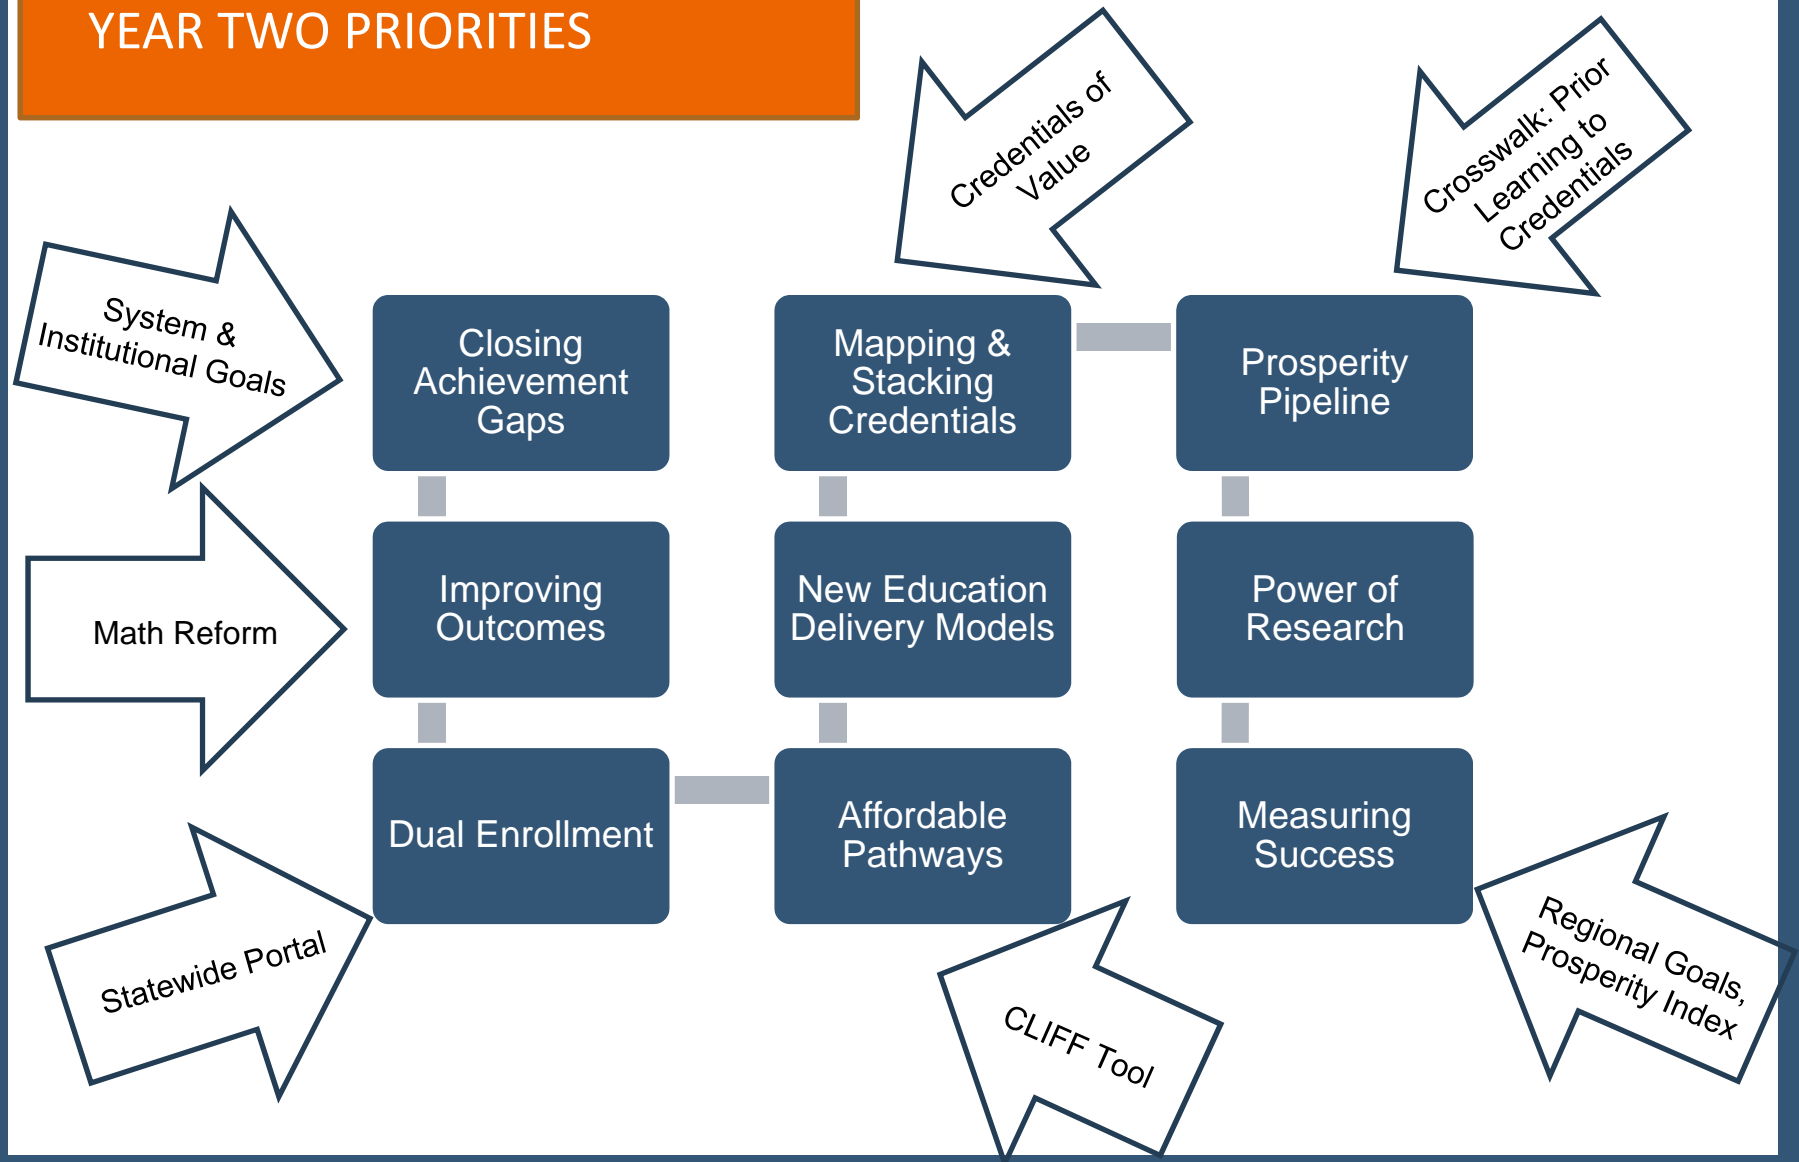 YEAR TWO PRIORITIES
Credentials of
Value
Crosswalk: Prior
Learning to
Credentials
System &
Institutional Goals
Closing
Achievement
Gaps
Mapping &
Stacking
Credentials
Prosperity
Pipeline
Math Reform
Improving
Outcomes
New Education
Delivery Models
Power of
Research
Statewide Portal
Dual Enrollment
Affordable
Pathways
Measuring
Success
CLIFF Tool
Regional Goals,
Prosperity Index